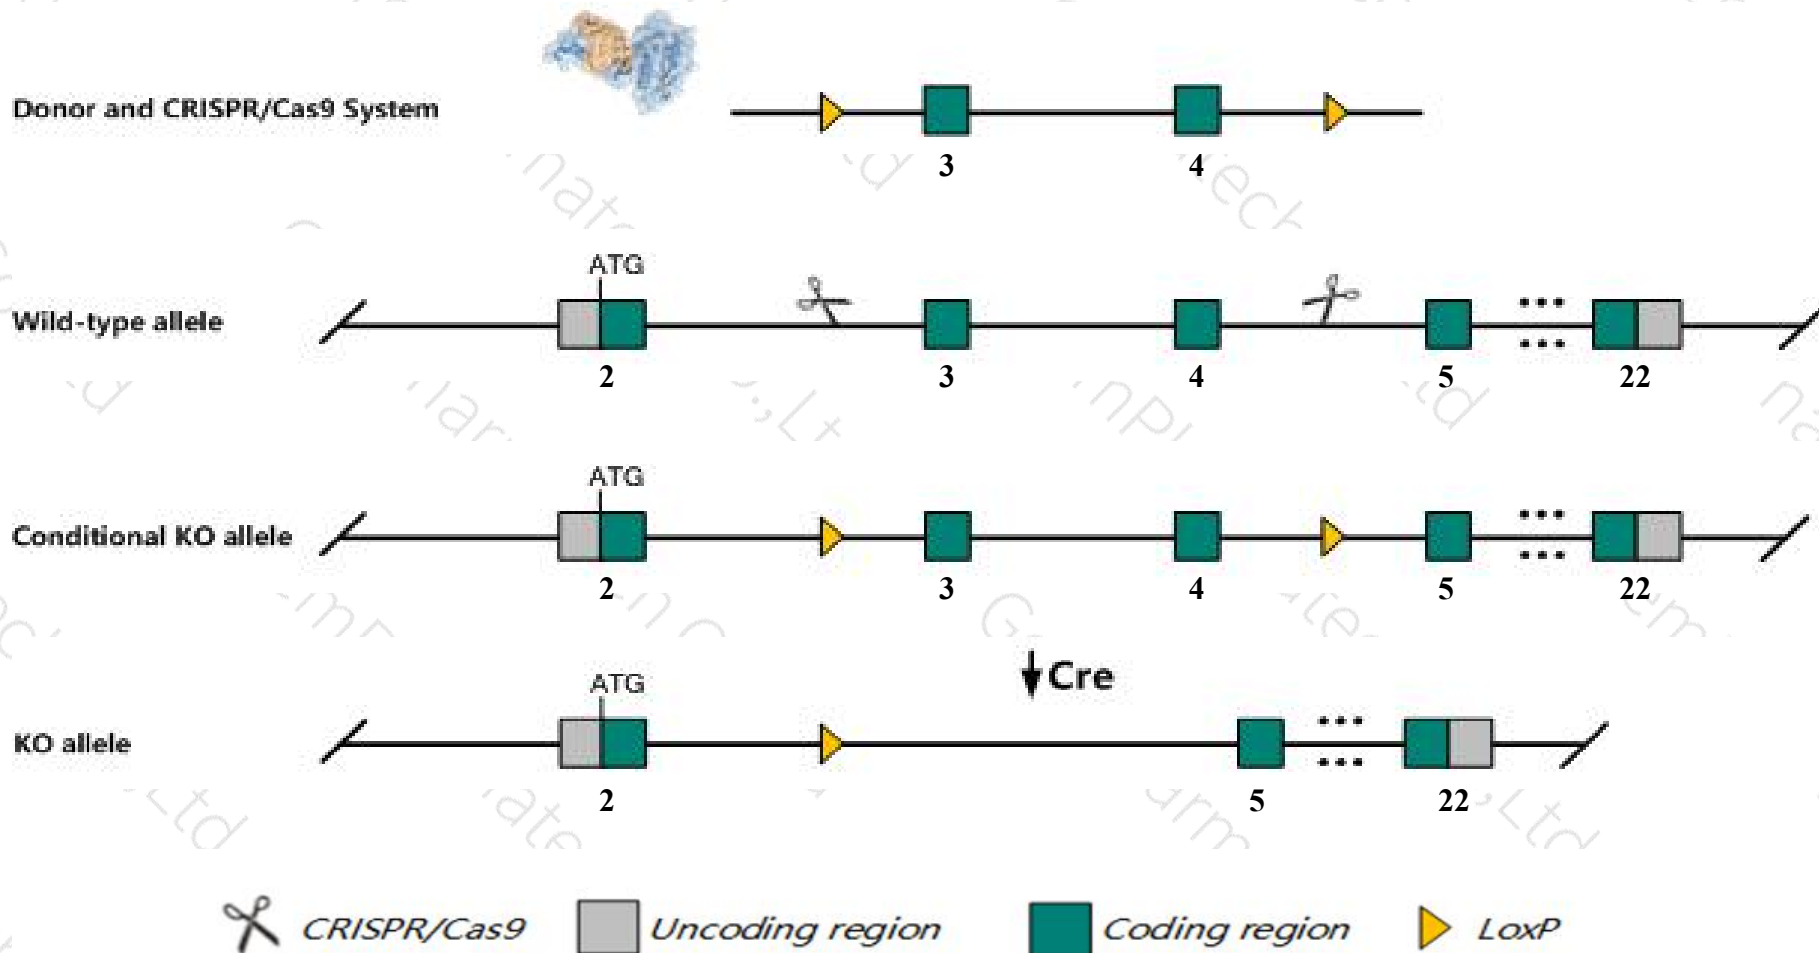 Donor and CRISPR/Cas9 System
3 4
ATG
Wild-type allele
2 3 4 5 22
ATG
Conditional KO allele
2 3 4 5 22
Cre
ATG
KO allele
2 5 22
CRISPR/Cas9 Uncoding region Coding region LoxP